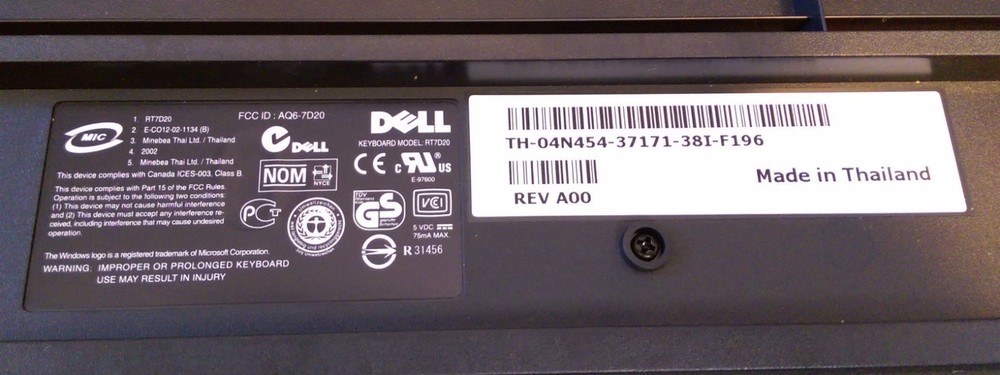 MIC
1. RT7D20
2. E-CO12-02-1134 (B)
3. Minebea Thai Ltd. / Thailand
4. 2002
5. Minebea Thai Ltd. / Thailand
This device complies with Canada ICES-003, Class B.
This device complies with Part 15 of the FCC Rules.
Operation is subject to the following two conditions:
(1) This device may not cause harmful interference
and (2) This device must accept any interference re-
ceived, including interference that may cause undesired
operation.
The Windows logo is a registered trademark of Microsoft Corporation.
WARNING: IMPROPER OR PROLONGED KEYBOARD
USE MAY RESULT IN INJURY
FCC ID : AQ6-7D20
DELL
NOM
NYCE
DELL
KEYBOARD MODEL: RT7D20
CE
c UR US
E-97800
GS
VCI
5 VDC
75mA MAX.
R 31456
TH-04N454-37171-38I-F196
REV A00
Made in Thailand